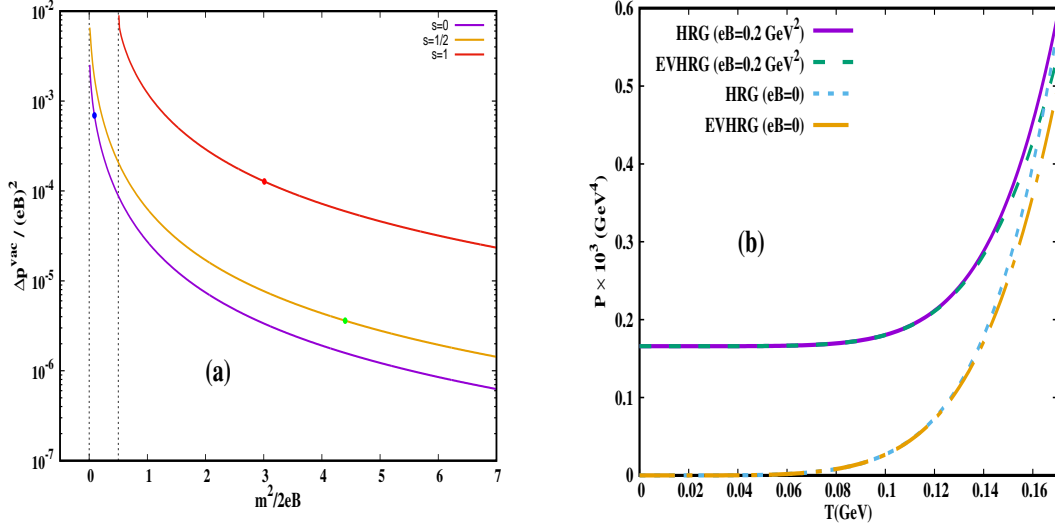 10^-2
10^-3
10^-4
10^-5
10^-6
10^-7
Δp^vac / (eB)^2
0 1 2 3 4 5 6 7
m^2/2eB
s=0
s=1/2
s=1
(a)
0.6
0.5
0.4
0.3
0.2
0.1
0
P × 10^3 (GeV^4)
0 0.02 0.04 0.06 0.08 0.1 0.12 0.14 0.16
T(GeV)
HRG (eB=0.2 GeV^2)
EVHRG (eB=0.2 GeV^2)
HRG (eB=0)
EVHRG (eB=0)
(b)